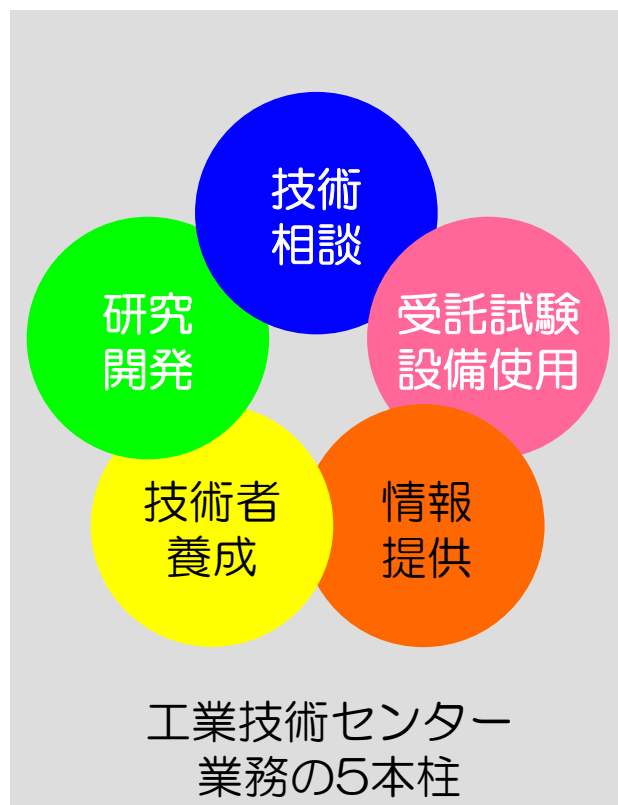 技術
相談
受託試験
設備使用
情報
提供
技術者
養成
研究
開発
工業技術センター
業務の5本柱